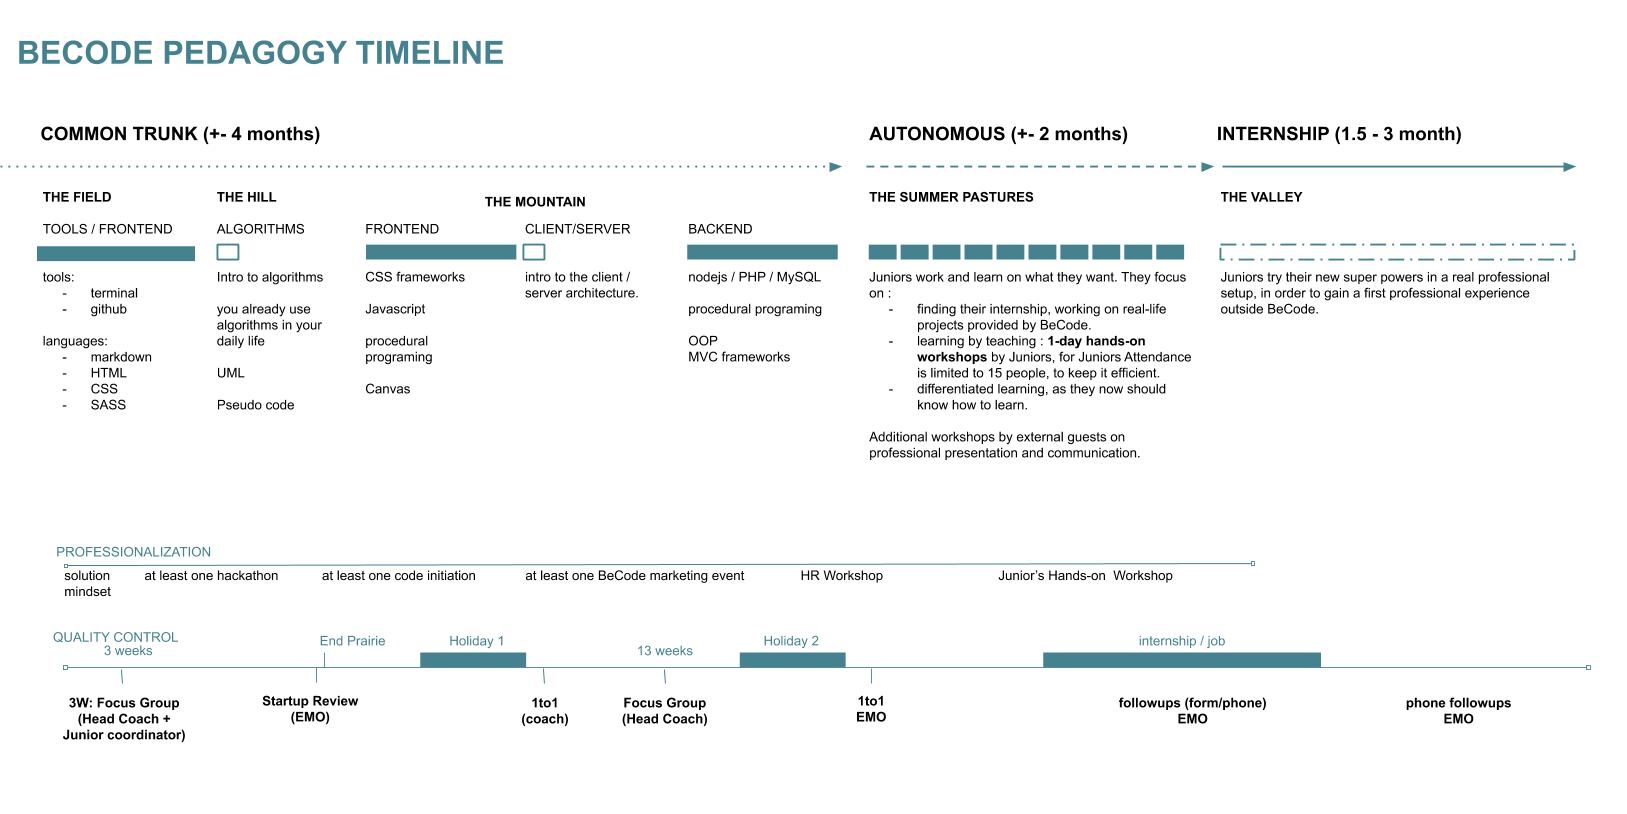 BECODE PEDAGOGY TIMELINE
COMMON TRUNK (+- 4 months)
AUTONOMOUS (+- 2 months)
INTERNSHIP (1.5 - 3 month)
THE FIELD
THE HILL
THE MOUNTAIN
THE SUMMER PASTURES
THE VALLEY
TOOLS / FRONTEND
tools:
- terminal
- github
languages:
- markdown
- HTML
- CSS
- SASS
ALGORITHMS
Intro to algorithms
you already use
algorithms in your
daily life
UML
Pseudo code
FRONTEND
CSS frameworks
Javascript
procedural
programing
Canvas
CLIENT/SERVER
intro to the client /
server architecture.
BACKEND
nodejs / PHP / MySQL
procedural programing
OOP
MVC frameworks
Juniors work and learn on what they want. They focus
on :
- finding their internship, working on real-life
projects provided by BeCode.
- learning by teaching : 1-day hands-on
workshops by Juniors, for Juniors Attendance
is limited to 15 people, to keep it efficient.
- differentiated learning, as they now should
know how to learn.
Additional workshops by external guests on
professional presentation and communication.
Juniors try their new super powers in a real professional
setup, in order to gain a first professional experience
outside BeCode.
PROFESSIONALIZATION
solution
mindset
at least one hackathon
at least one code initiation
at least one BeCode marketing event
HR Workshop
Junior’s Hands-on  Workshop
QUALITY CONTROL
3 weeks
End Prairie
Holiday 1
13 weeks
Holiday 2
internship / job
3W: Focus Group
(Head Coach +
Junior coordinator)
Startup Review
(EMO)
1to1
(coach)
Focus Group
(Head Coach)
1to1
EMO
followups (form/phone)
EMO
phone followups
EMO